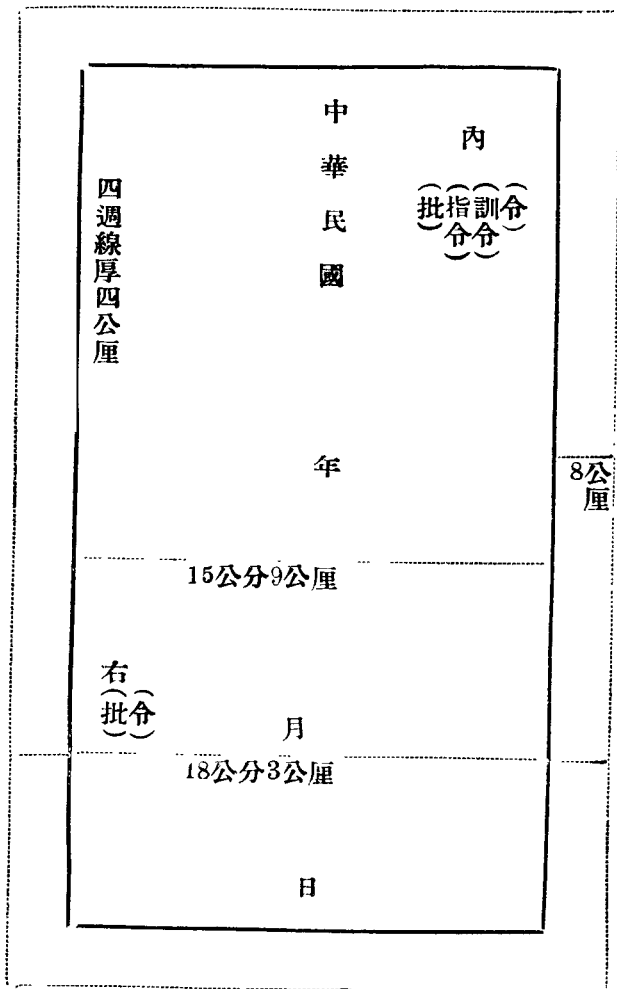 8公厘
內
(令)
(訓令)
(指令)
(批)
中華民國 年 月 日
四週線厚四公厘
15公分9公厘
右
(令)
(批)
18公分3公厘